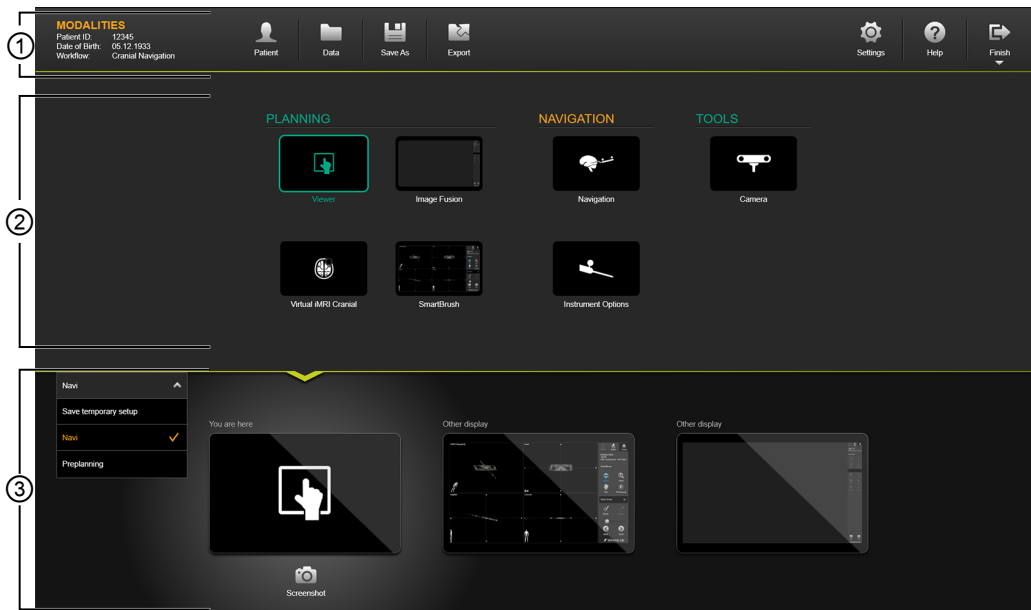 ①
MODALITIES
Patient ID: 12345
Date of Birth: 05.12.1933
Workflow: Cranial Navigation
Patient
Data
Save As
Export
Settings
Help
Finish
②
PLANNING
NAVIGATION
TOOLS
Viewer
Image Fusion
Navigation
Camera
Virtual iMRI Cranial
SmartBrush
Instrument Options
③
Navi
Save temporary setup
Navi
Preplanning
You are here
Other display
Other display
Screenshot